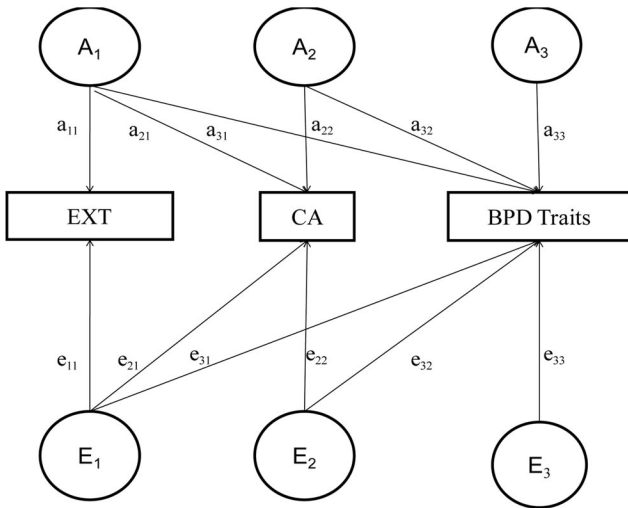 A₁ A₂ A₃
a₁₁ a₂₁ a₃₁ a₂₂ a₃₂ a₃₃
EXT CA BPD Traits
e₁₁ e₂₁ e₃₁ e₂₂ e₃₂ e₃₃
E₁ E₂ E₃